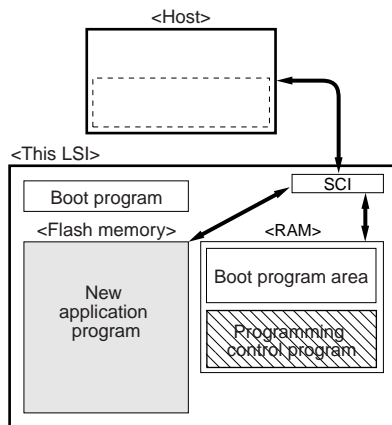 <Host>
<This LSI>
SCI
Boot program
<Flash memory>
<RAM>
Boot program area
New
application
program
Programming
control program